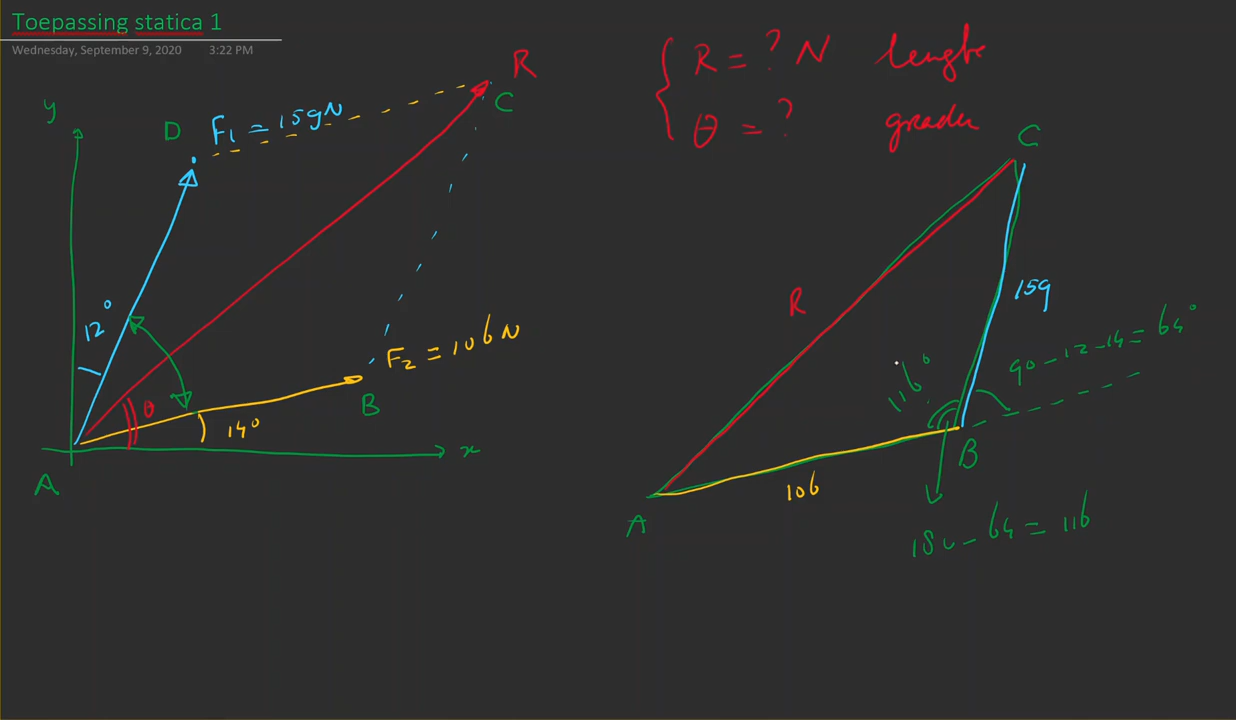 Toepassing statica 1
Wednesday, September 9, 2020 3:22 PM
R = ? N lengte
θ = ? graden
y
D
F₁ = 159N
R
C
12°
θ
14°
F₂ = 106N
B
x
A
C
R
159
116°
90-12-14 = 64°
B
106
A
180-64 = 116